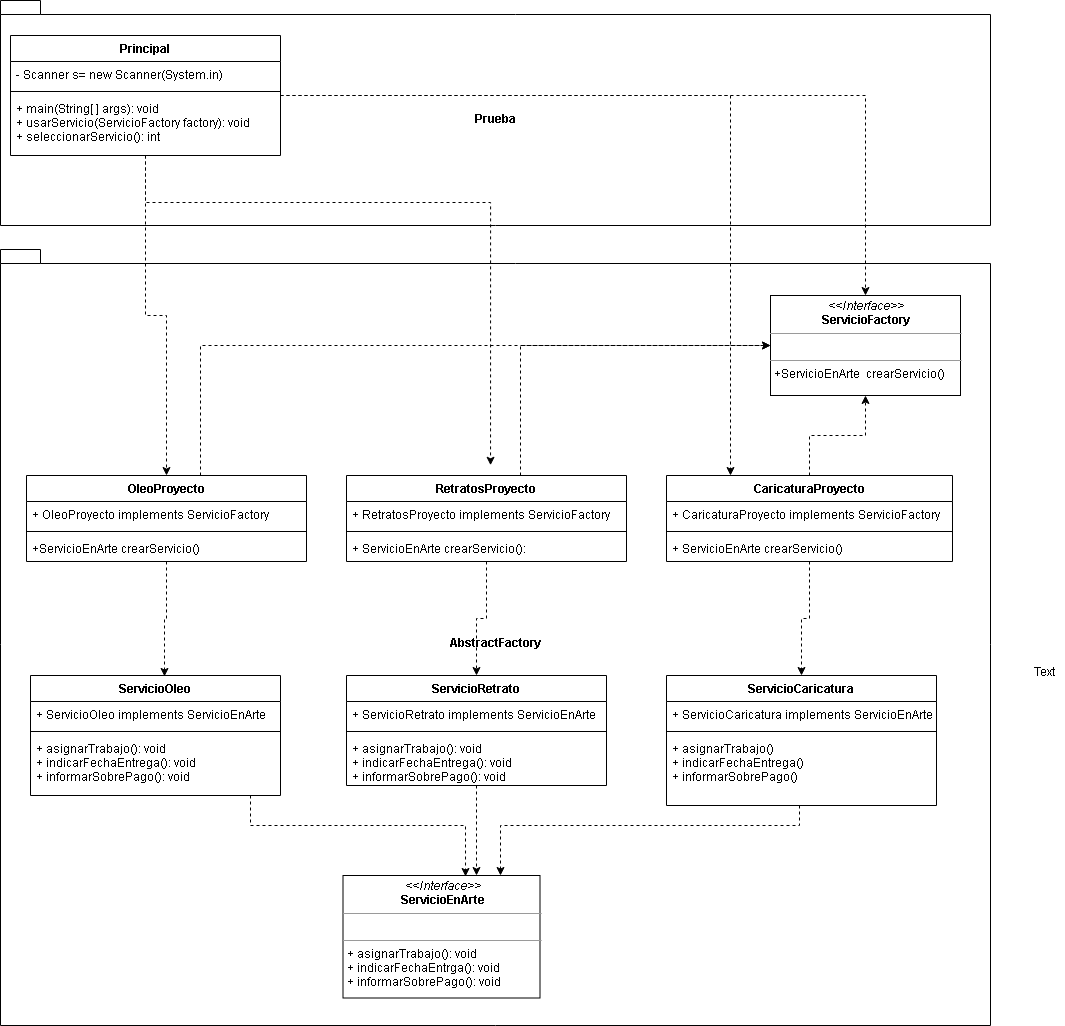 Principal
- Scanner s= new Scanner(System.in)
+ main(String[ ] args): void
+ usarServicio(ServicioFactory factory): void
+ seleccionarServicio(): int
Prueba
<<Interface>>
ServicioFactory
+ServicioEnArte  crearServicio()
OleoProyecto
+ OleoProyecto implements ServicioFactory
+ServicioEnArte crearServicio()
RetratosProyecto
+ RetratosProyecto implements ServicioFactory
+ ServicioEnArte crearServicio():
CaricaturaProyecto
+ CaricaturaProyecto implements ServicioFactory
+ ServicioEnArte crearServicio()
AbstractFactory
Text
ServicioOleo
+ ServicioOleo implements ServicioEnArte
+ asignarTrabajo(): void
+ indicarFechaEntrega(): void
+ informarSobrePago(): void
ServicioRetrato
+ ServicioRetrato implements ServicioEnArte
+ asignarTrabajo(): void
+ indicarFechaEntrega(): void
+ informarSobrePago(): void
ServicioCaricatura
+ ServicioCaricatura implements ServicioEnArte
+ asignarTrabajo()
+ indicarFechaEntrega()
+ informarSobrePago()
<<Interface>>
ServicioEnArte
+ asignarTrabajo(): void
+ indicarFechaEntrga(): void
+ informarSobrePago(): void